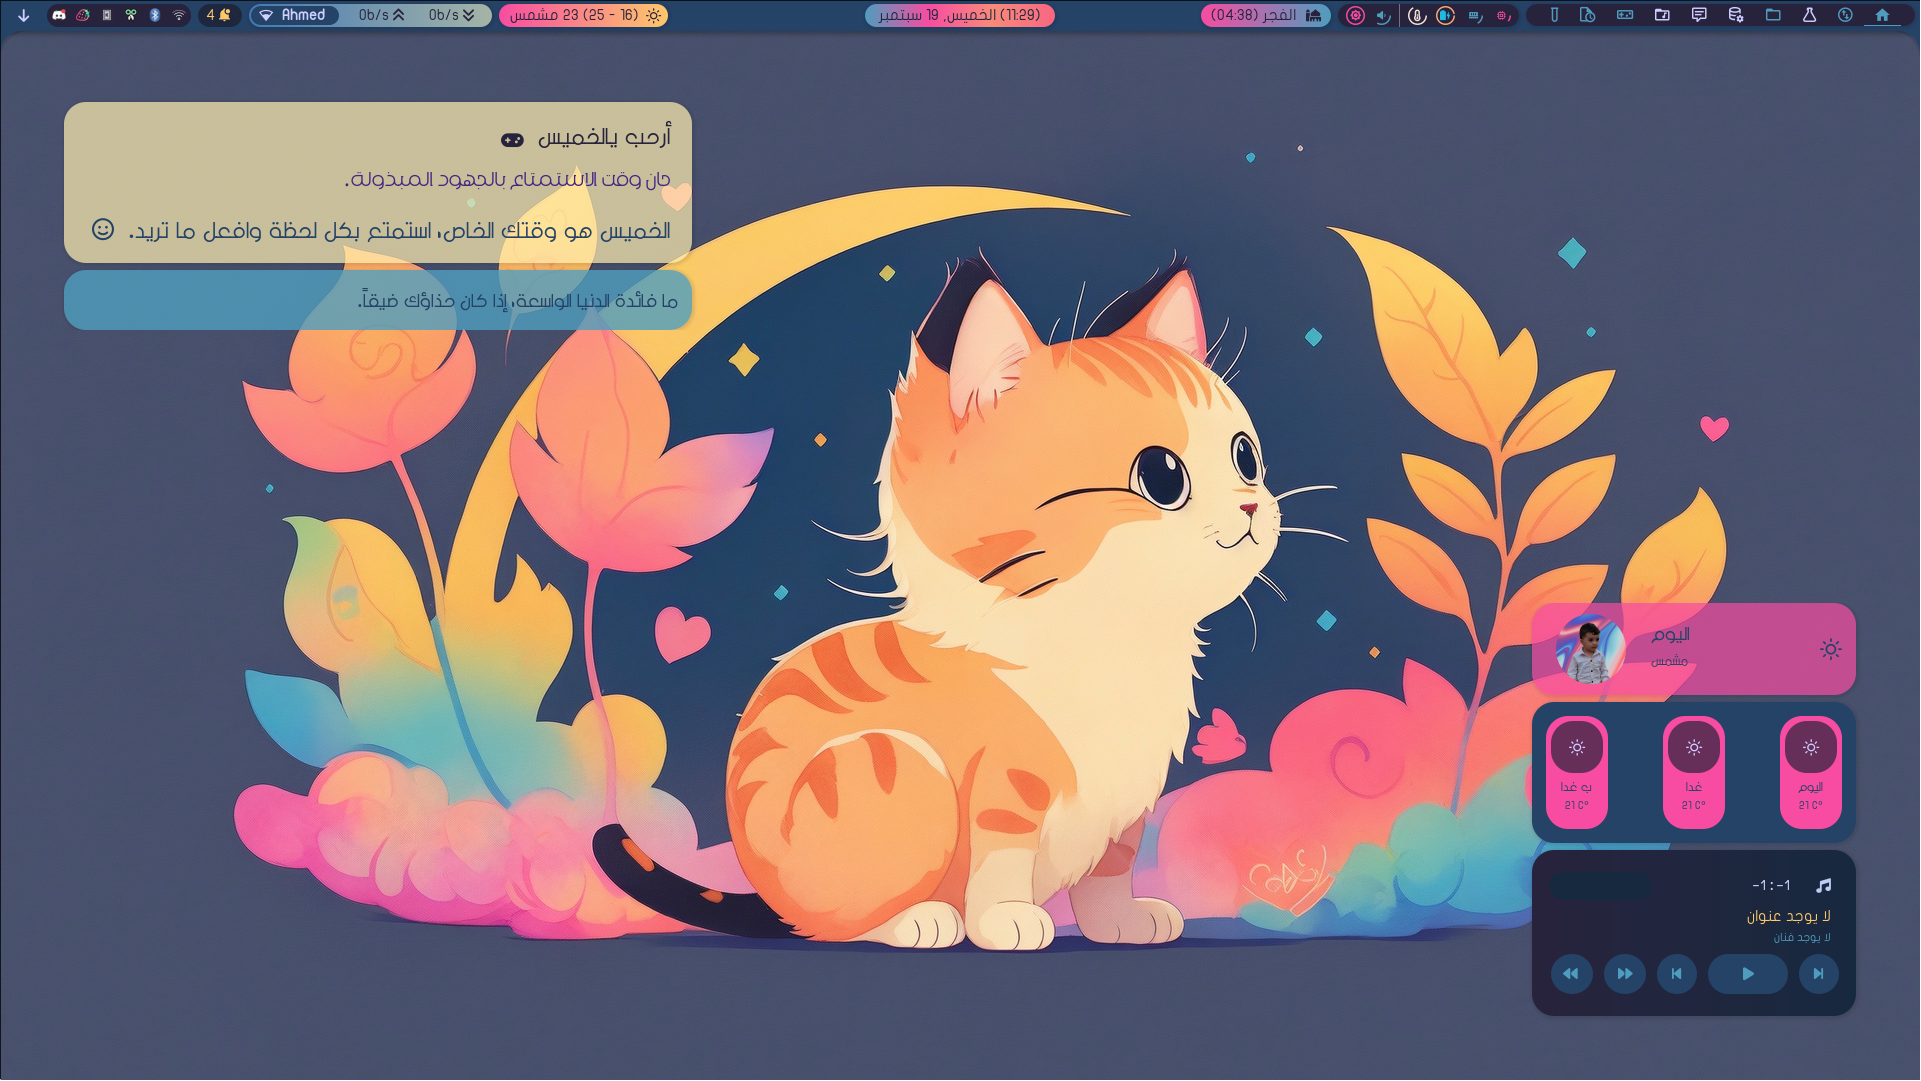 الفجر (04:38)
الخميس, 19 سبتمبر (11:29)
23 مشمس (16 - 25)
0b/s
0b/s
Ahmed
4
أرحب يالخميس
حان وقت الاستمتاع بالجهود المبذولة.
الخميس هو وقتك الخاص، استمتع بكل لحظة وافعل ما تريد.
ما فائدة الدنيا الواسعة، إذا كان حذاؤك ضيقاً.
اليوم
مشمس
اليوم
21 C°
غدا
21 C°
ب غدا
21 C°
-1:-1
لا يوجد عنوان
لا يوجد فنان